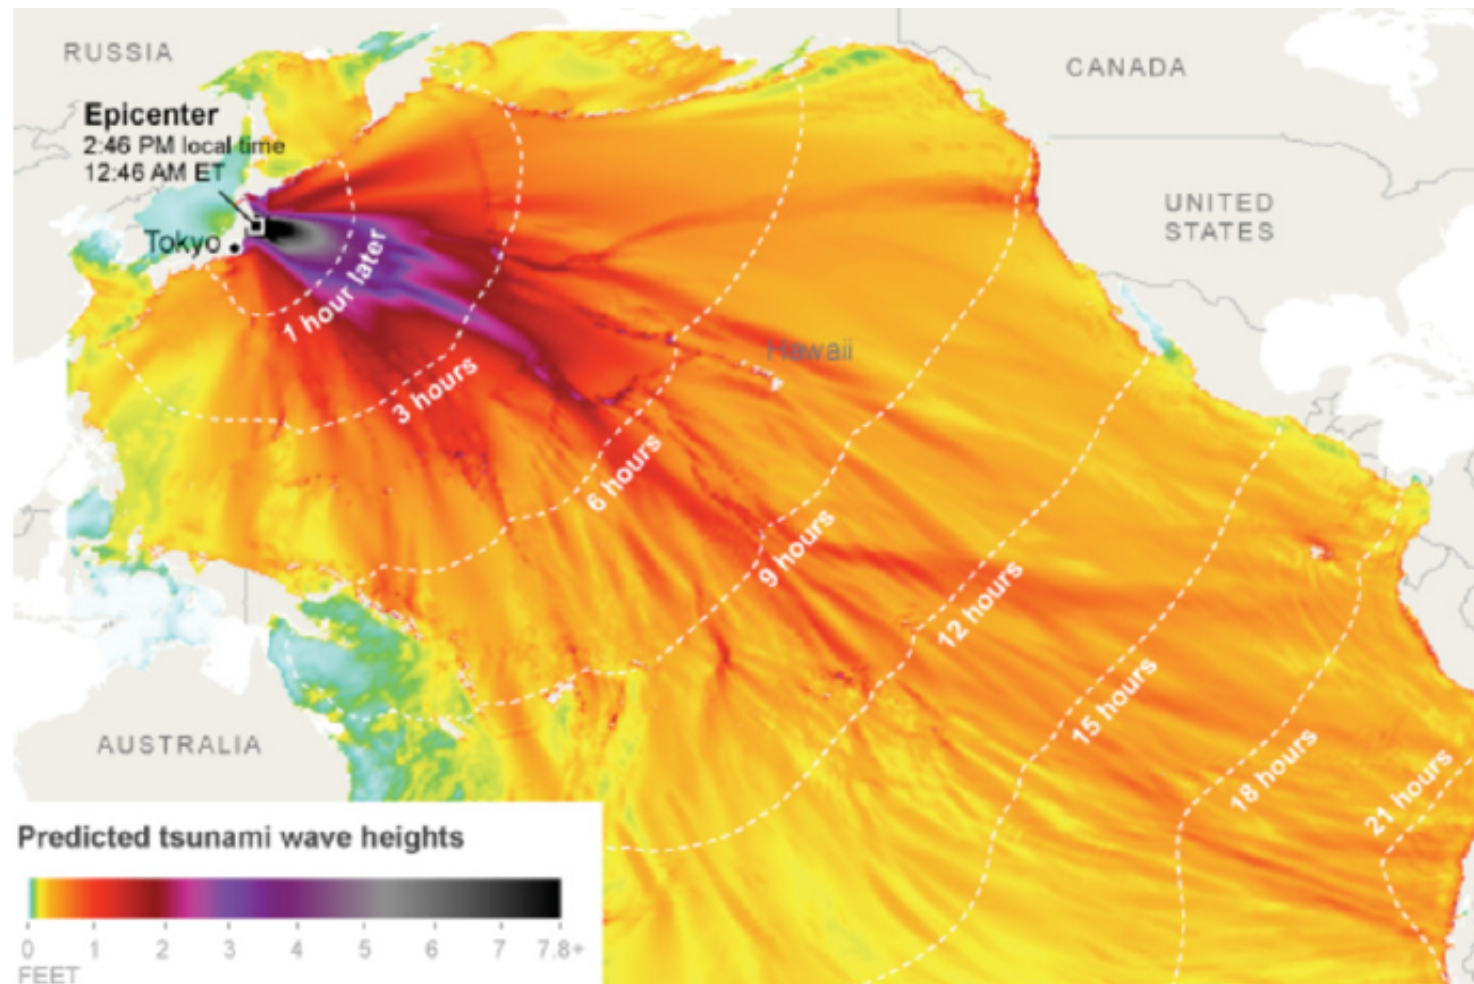 RUSSIA
CANADA
Epicenter
2:46 PM local time
12:46 AM ET
UNITED
STATES
Tokyo
1 hour later
Hawaii
3 hours
6 hours
9 hours
12 hours
15 hours
AUSTRALIA
18 hours
21 hours
Predicted tsunami wave heights
0 1 2 3 4 5 6 7 7.8+
FEET